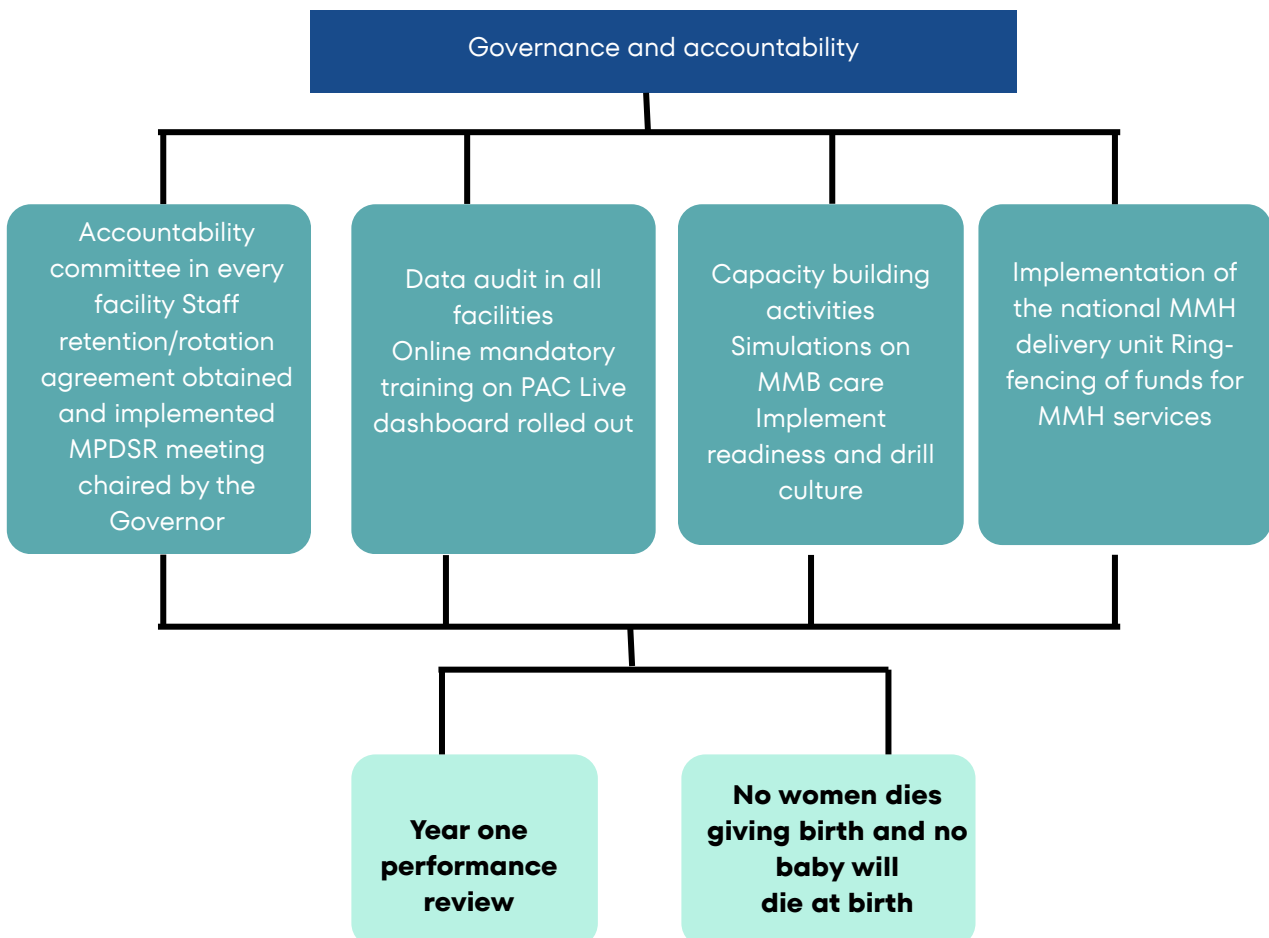 Governance and accountability
Accountability
committee in every
facility Staff
retention/rotation
agreement obtained
and implemented
MPDSR meeting
chaired by the
Governor
Data audit in all
facilities
Online mandatory
training on PAC Live
dashboard rolled out
Capacity building
activities
Simulations on
MMB care
Implement
readiness and drill
culture
Implementation of
the national MMH
delivery unit Ring-
fencing of funds for
MMH services
Year one
performance
review
No women dies
giving birth and no
baby will
die at birth